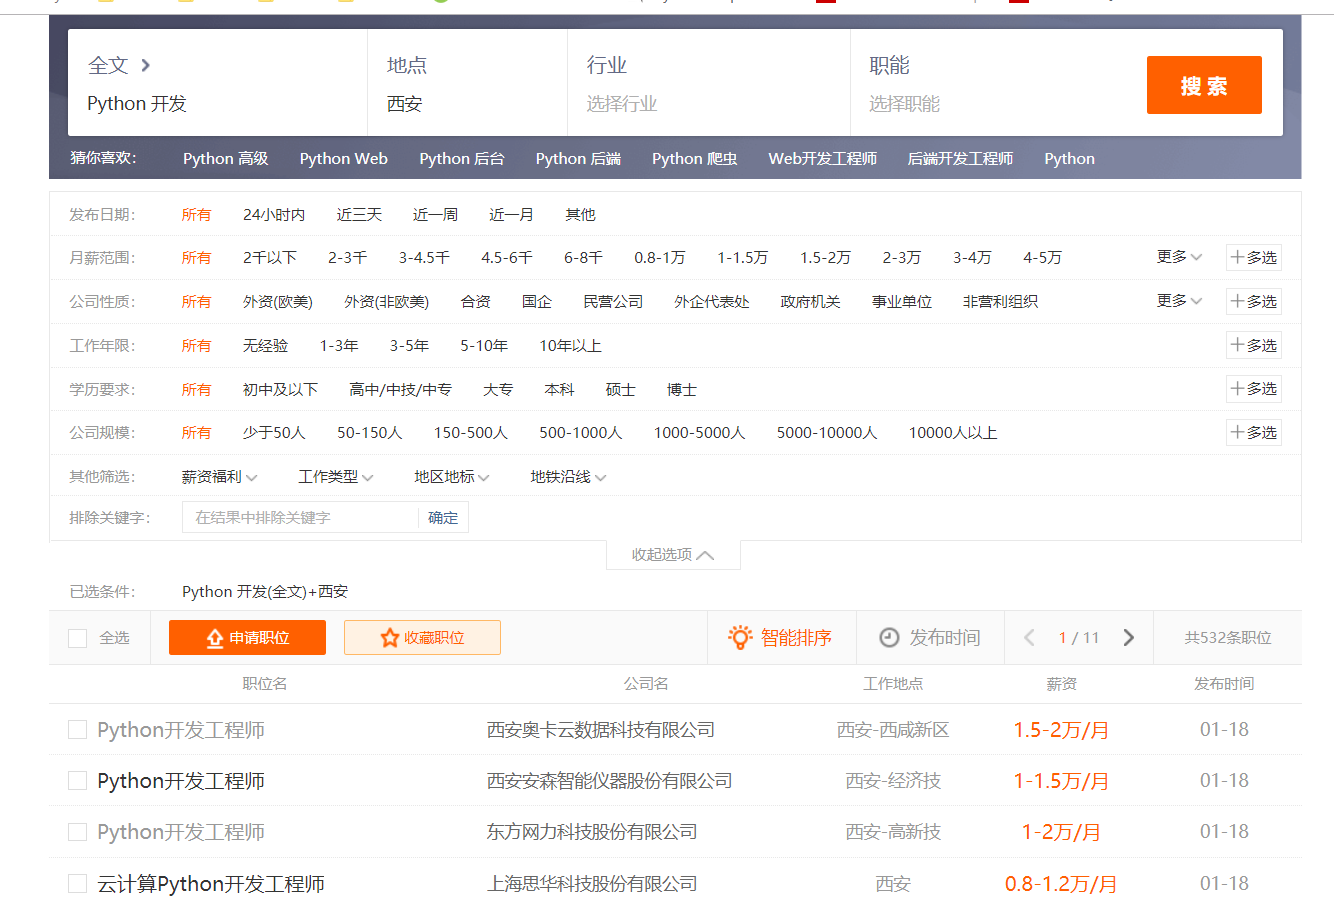 全文 地点 行业 职能
Python 开发 西安 选择行业 选择职能 搜索
猜你喜欢： Python 高级 Python Web Python 后台 Python 后端 Python 爬虫 Web开发工程师 后端开发工程师 Python
发布日期： 所有 24小时内 近三天 近一周 近一月 其他
月薪范围： 所有 2千以下 2-3千 3-4.5千 4.5-6千 6-8千 0.8-1万 1-1.5万 1.5-2万 2-3万 3-4万 4-5万 更多 多选
公司性质： 所有 外资(欧美) 外资(非欧美) 合资 国企 民营公司 外企代表处 政府机关 事业单位 非营利组织 更多 多选
工作年限： 所有 无经验 1-3年 3-5年 5-10年 10年以上 多选
学历要求： 所有 初中及以下 高中/中技/中专 大专 本科 硕士 博士 多选
公司规模： 所有 少于50人 50-150人 150-500人 500-1000人 1000-5000人 5000-10000人 10000人以上 多选
其他筛选： 薪资福利 工作类型 地区地标 地铁沿线
排除关键字： 在结果中排除关键字 确定
收起选项
已选条件： Python 开发(全文)+西安
全选 申请职位 收藏职位 智能排序 发布时间 1 / 11 共532条职位
职位名 公司名 工作地点 薪资 发布时间
Python开发工程师 西安奥卡云数据科技有限公司 西安-西咸新区 1.5-2万/月 01-18
Python开发工程师 西安安森智能仪器股份有限公司 西安-经济技 1-1.5万/月 01-18
Python开发工程师 东方网力科技股份有限公司 西安-高新技 1-2万/月 01-18
云计算Python开发工程师 上海思华科技股份有限公司 西安 0.8-1.2万/月 01-18